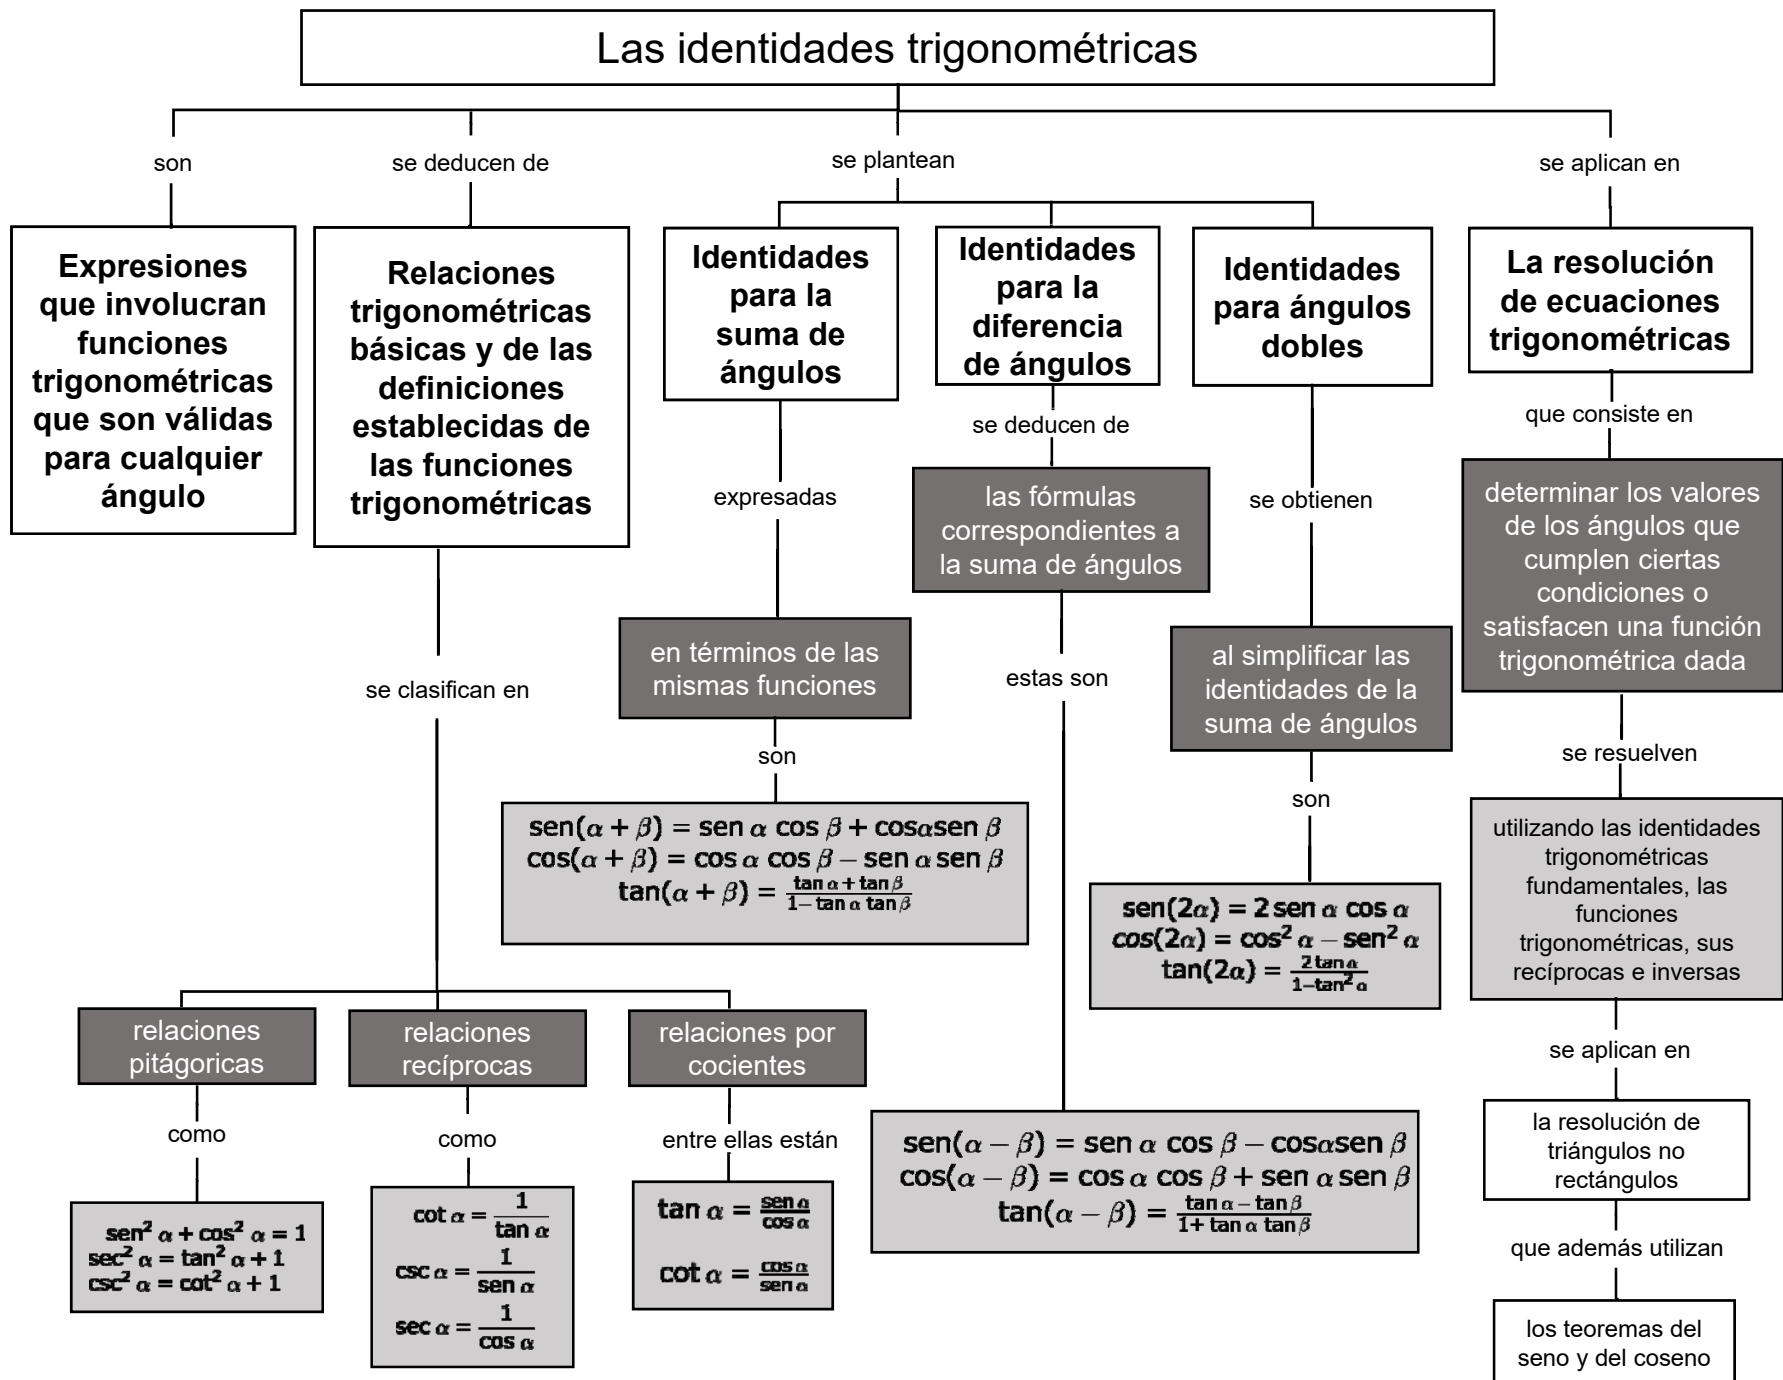 Las identidades trigonométricas
son
Expresiones
que involucran
funciones
trigonométricas
que son válidas
para cualquier
ángulo
se deducen de
Relaciones
trigonométricas
básicas y de las
definiciones
establecidas de
las funciones
trigonométricas
se clasifican en
relaciones
pitágoricas
como
sen² α + cos² α = 1
sec² α = tan² α + 1
csc² α = cot² α + 1
relaciones
recíprocas
como
cot α = 1/tan α
csc α = 1/sen α
sec α = 1/cos α
relaciones por
cocientes
entre ellas están
tan α = sen α/cos α
cot α = cos α/sen α
se plantean
Identidades
para la
suma de
ángulos
expresadas
en términos de las
mismas funciones
son
sen(α + β) = sen α cos β + cosαsen β
cos(α + β) = cos α cos β − sen α sen β
tan(α + β) = (tan α + tan β)/(1− tan α tan β)
Identidades
para la
diferencia
de ángulos
se deducen de
las fórmulas
correspondientes a
la suma de ángulos
estas son
sen(α − β) = sen α cos β − cosαsen β
cos(α − β) = cos α cos β + sen α sen β
tan(α − β) = (tan α − tan β)/(1+ tan α tan β)
Identidades
para ángulos
dobles
se obtienen
al simplificar las
identidades de la
suma de ángulos
son
sen(2α) = 2 sen α cos α
cos(2α) = cos² α − sen² α
tan(2α) = 2 tan α/(1−tan² α)
se aplican en
La resolución
de ecuaciones
trigonométricas
que consiste en
determinar los valores
de los ángulos que
cumplen ciertas
condiciones o
satisfacen una función
trigonométrica dada
se resuelven
utilizando las identidades
trigonométricas
fundamentales, las
funciones
trigonométricas, sus
recíprocas e inversas
se aplican en
la resolución de
triángulos no
rectángulos
que además utilizan
los teoremas del
seno y del coseno